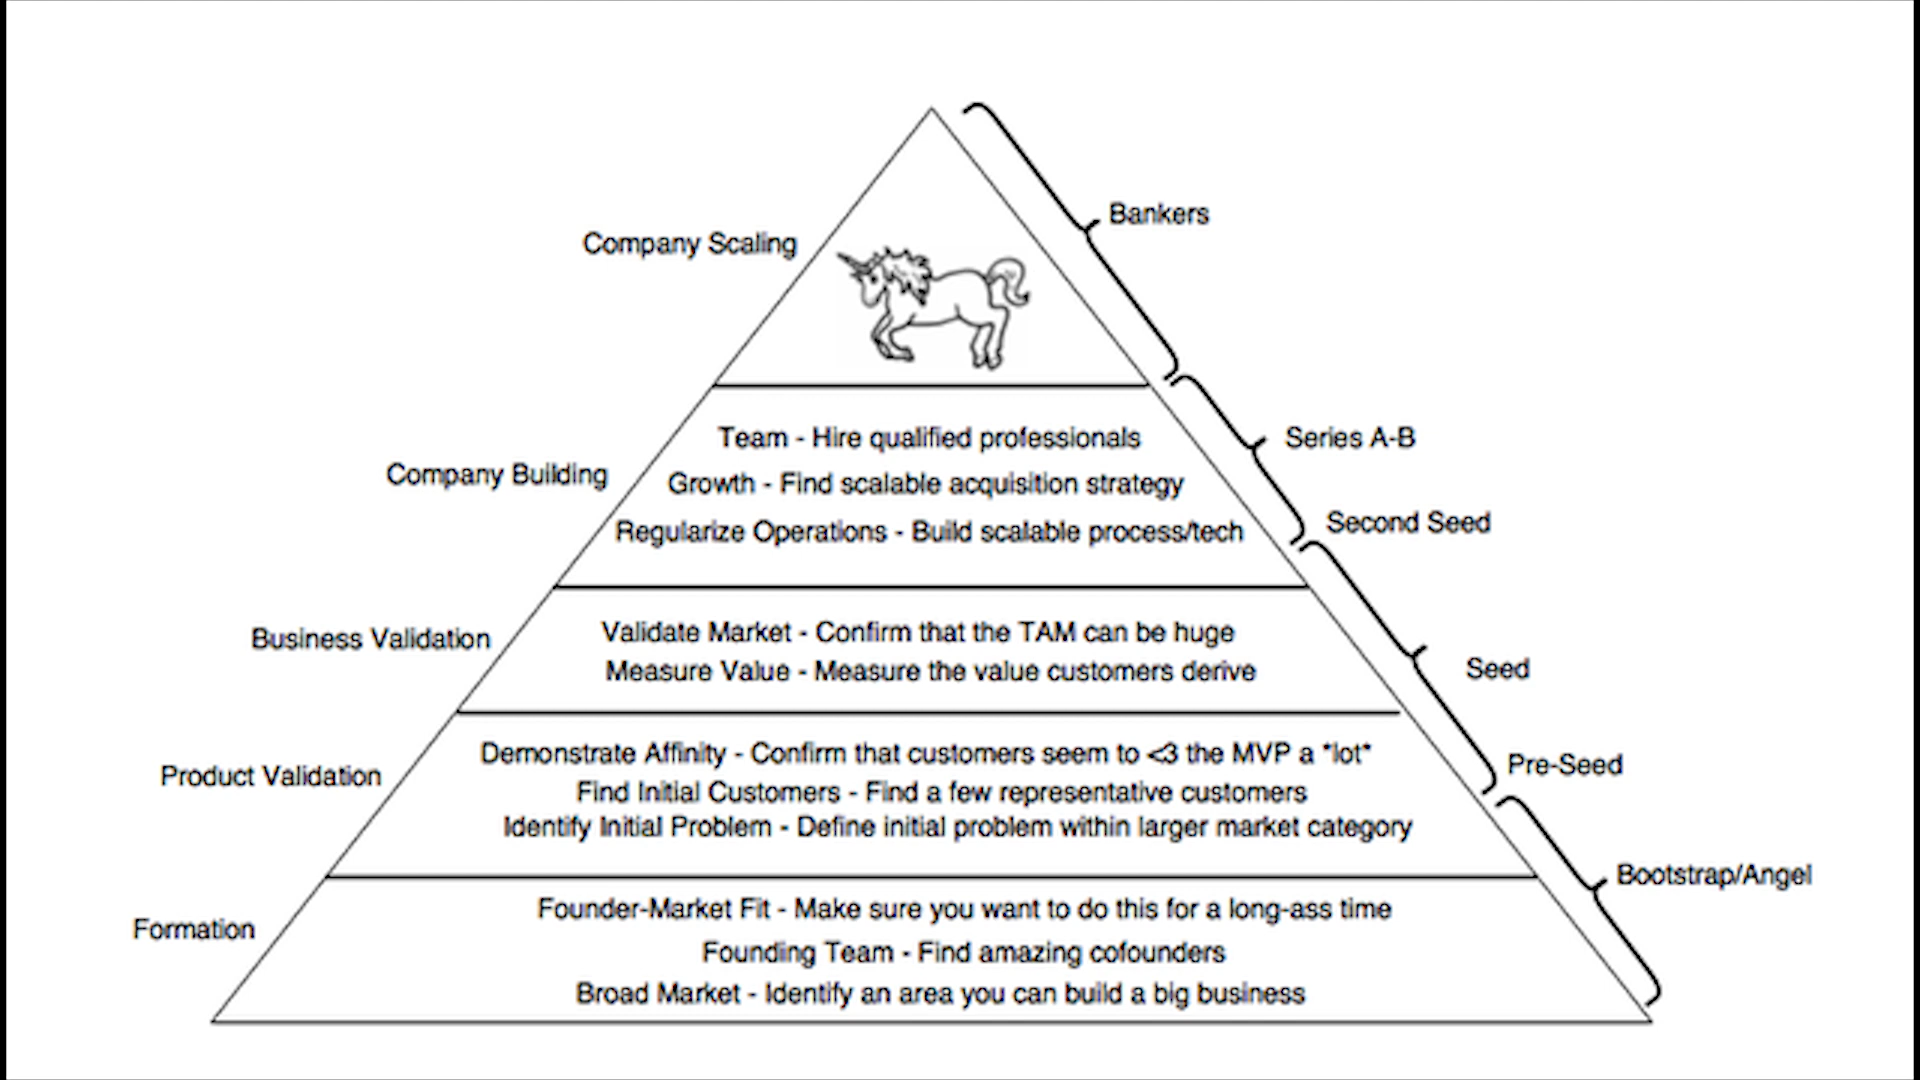 Bankers
Company Scaling
Team - Hire qualified professionals
Series A-B
Company Building
Growth - Find scalable acquisition strategy
Second Seed
Regularize Operations - Build scalable process/tech
Business Validation
Validate Market - Confirm that the TAM can be huge
Measure Value - Measure the value customers derive
Seed
Demonstrate Affinity - Confirm that customers seem to <3 the MVP a *lot*
Pre-Seed
Product Validation
Find Initial Customers - Find a few representative customers
Identify Initial Problem - Define initial problem within larger market category
Bootstrap/Angel
Formation
Founder-Market Fit - Make sure you want to do this for a long-ass time
Founding Team - Find amazing cofounders
Broad Market - Identify an area you can build a big business